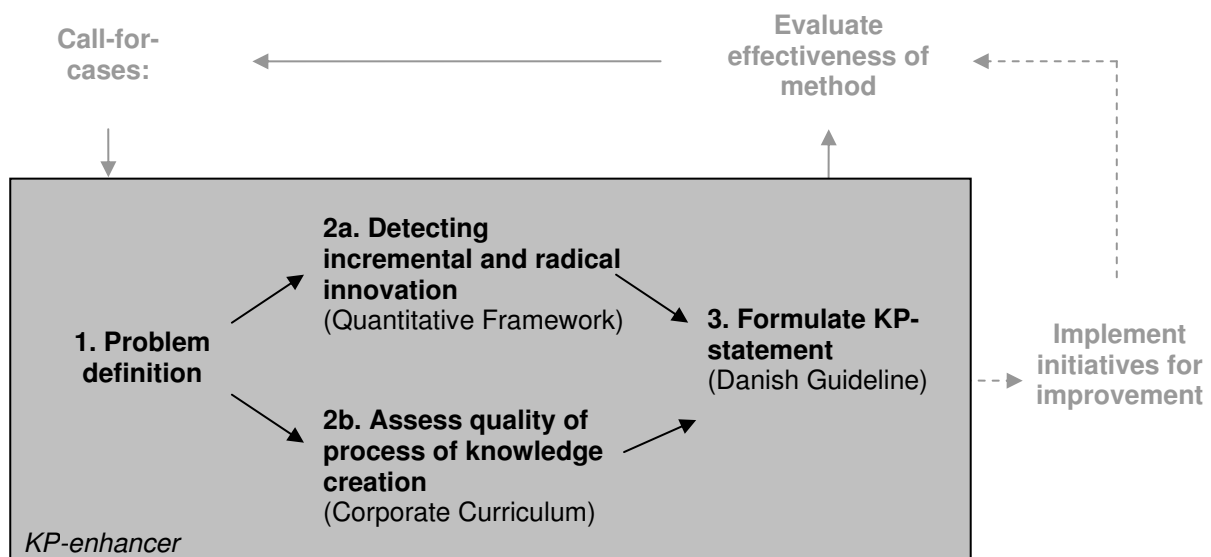 Call-for-
cases:
Evaluate
effectiveness of
method
2a. Detecting
incremental and radical
innovation
(Quantitative Framework)
1. Problem
definition
3. Formulate KP-
statement
(Danish Guideline)
Implement
initiatives for
improvement
2b. Assess quality of
process of knowledge
creation
(Corporate Curriculum)
KP-enhancer